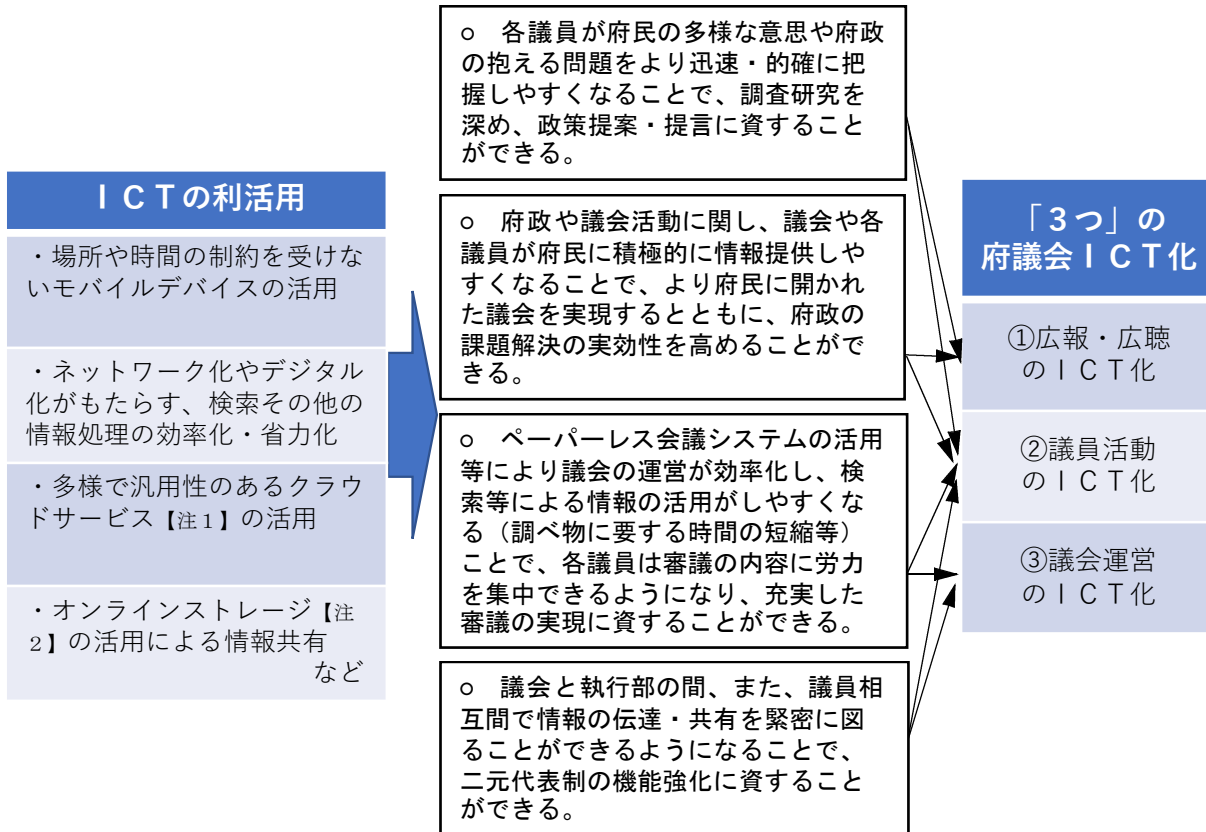 ＩＣＴの利活用
・場所や時間の制約を受けな
いモバイルデバイスの活用
・ネットワーク化やデジタル
化がもたらす、検索その他の
情報処理の効率化・省力化
・多様で汎用性のあるクラウ
ドサービス【注１】の活用
・オンラインストレージ【注
２】の活用による情報共有
など
○　各議員が府民の多様な意思や府政
の抱える問題をより迅速・的確に把
握しやすくなることで、調査研究を
深め、政策提案・提言に資すること
ができる。
○　府政や議会活動に関し、議会や各
議員が府民に積極的に情報提供しや
すくなることで、より府民に開かれ
た議会を実現するとともに、府政の
課題解決の実効性を高めることがで
きる。
○　ペーパーレス会議システムの活用
等により議会の運営が効率化し、検
索等による情報の活用がしやすくな
る（調べ物に要する時間の短縮等）
ことで、各議員は審議の内容に労力
を集中できるようになり、充実した
審議の実現に資することができる。
○　議会と執行部の間、また、議員相
互間で情報の伝達・共有を緊密に図
ることができるようになることで、
二元代表制の機能強化に資すること
ができる。
「３つ」の
府議会ＩＣＴ化
①広報・広聴
のＩＣＴ化
②議員活動
のＩＣＴ化
③議会運営
のＩＣＴ化